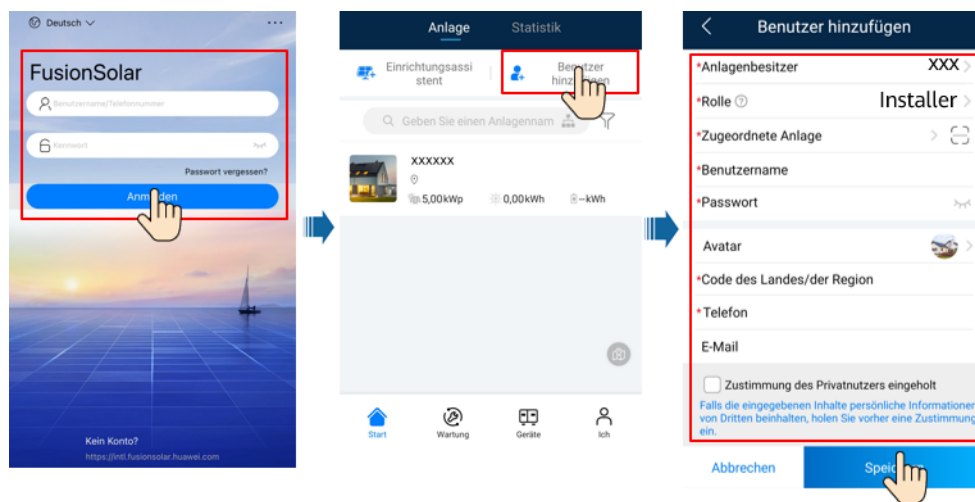 Deutsch
FusionSolar
Benutzername/Telefonnummer
Kennwort
Passwort vergessen?
Anmelden
Kein Konto?
https://intl.fusionsolar.huawei.com
Anlage Statistik
Einrichtungsassi
stent
Benutzer
hinzufügen
Geben Sie einen Anlagennam
XXXXXX
5,00kWp 0,00kWh --kWh
Start Wartung Geräte Ich
Benutzer hinzufügen
*Anlagenbesitzer XXX
*Rolle Installer
*Zugeordnete Anlage
*Benutzername
*Passwort
Avatar
*Code des Landes/der Region
*Telefon
E-Mail
Zustimmung des Privatnutzers eingeholt
Falls die eingegebenen Inhalte persönliche Informationen
von Dritten beinhalten, holen Sie vorher eine Zustimmung
ein.
Abbrechen Speichern